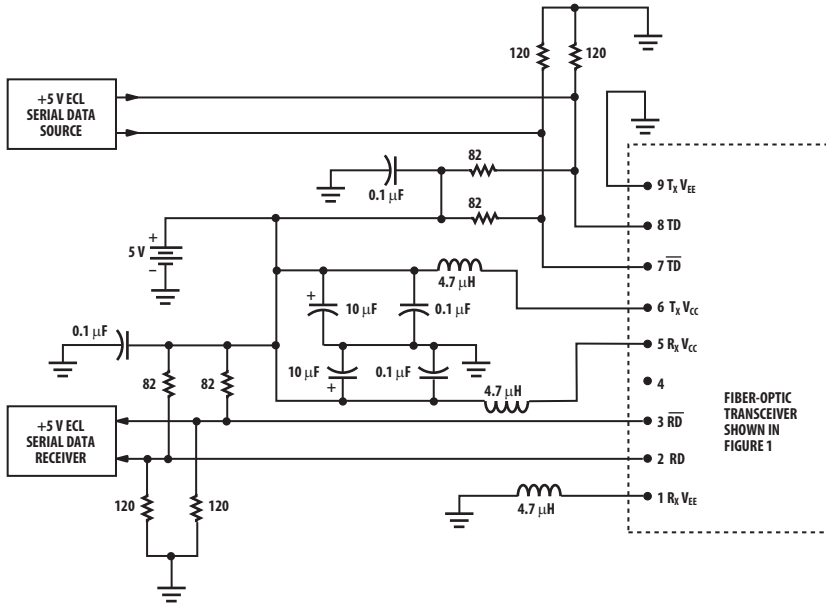 120
120
+5 V ECL
SERIAL DATA
SOURCE
82
0.1 µF
9 TX VEE
82
8 TD
+
5 V
–
7 TD
4.7 µH
6 TX VCC
+
10 µF
0.1 µF
0.1 µF
5 RX VCC
82
82
10 µF
+
0.1 µF
4.7 µH
4
FIBER-OPTIC
TRANSCEIVER
SHOWN IN
FIGURE 1
+5 V ECL
SERIAL DATA
RECEIVER
3 RD
2 RD
120
120
4.7 µH
1 RX VEE